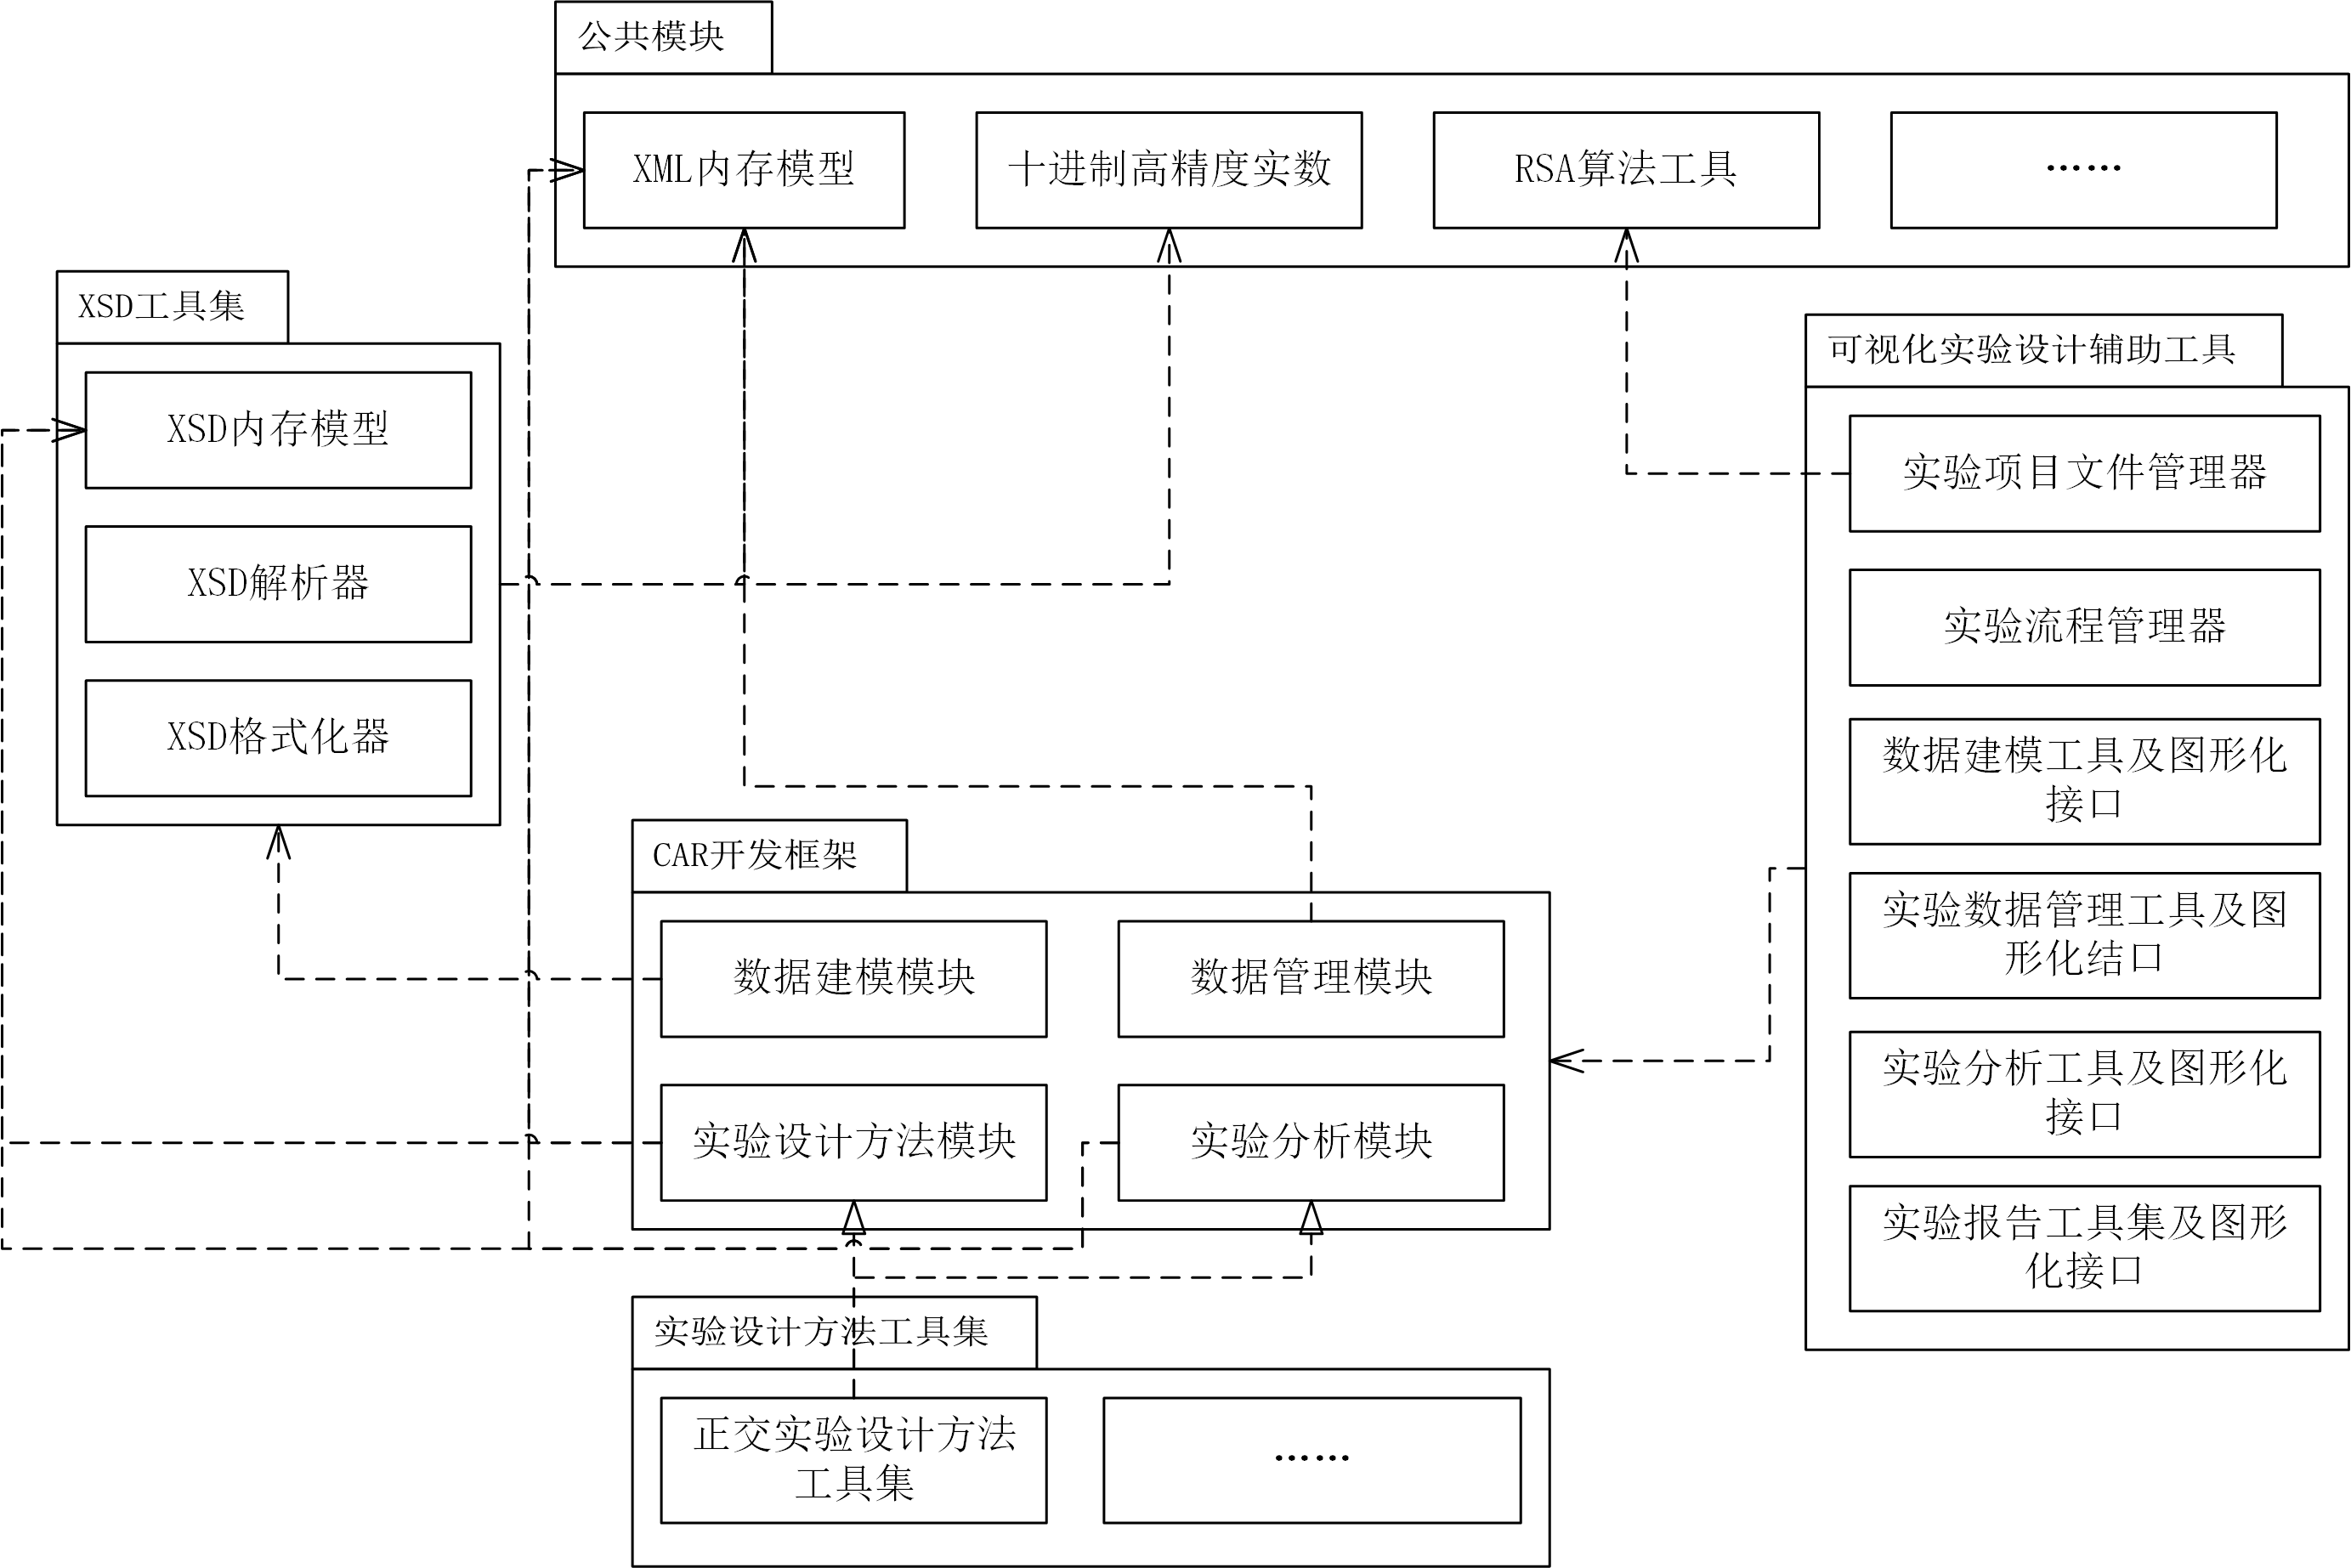 公共模块
XML内存模型
十进制高精度实数
RSA算法工具
……
XSD工具集
XSD内存模型
XSD解析器
XSD格式化器
可视化实验设计辅助工具
实验项目文件管理器
实验流程管理器
数据建模工具及图形化
接口
实验数据管理工具及图
形化结口
实验分析工具及图形化
接口
实验报告工具集及图形
化接口
CAR开发框架
数据建模模块
数据管理模块
实验设计方法模块
实验分析模块
实验设计方法工具集
正交实验设计方法
工具集
……